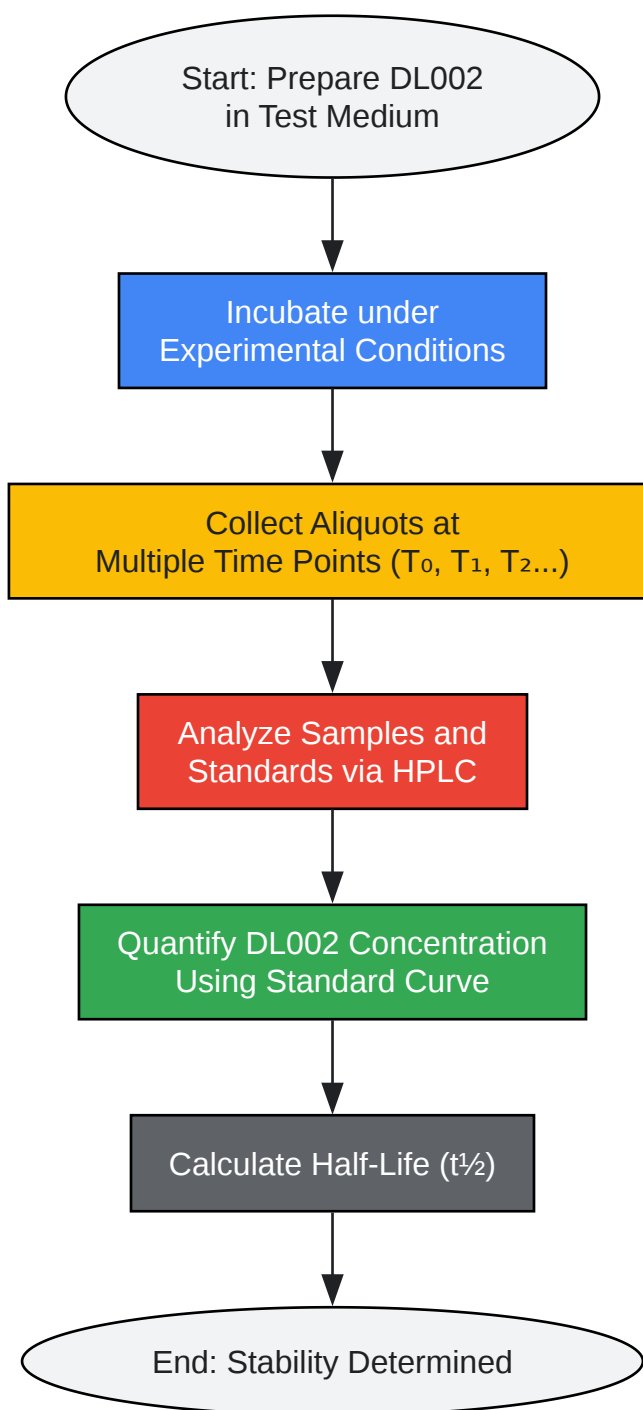 Start: Prepare DL002
in Test Medium
Incubate under
Experimental Conditions
Collect Aliquots at
Multiple Time Points (T₀, T₁, T₂...)
Analyze Samples and
Standards via HPLC
Quantify DL002 Concentration
Using Standard Curve
Calculate Half-Life (t½)
End: Stability Determined